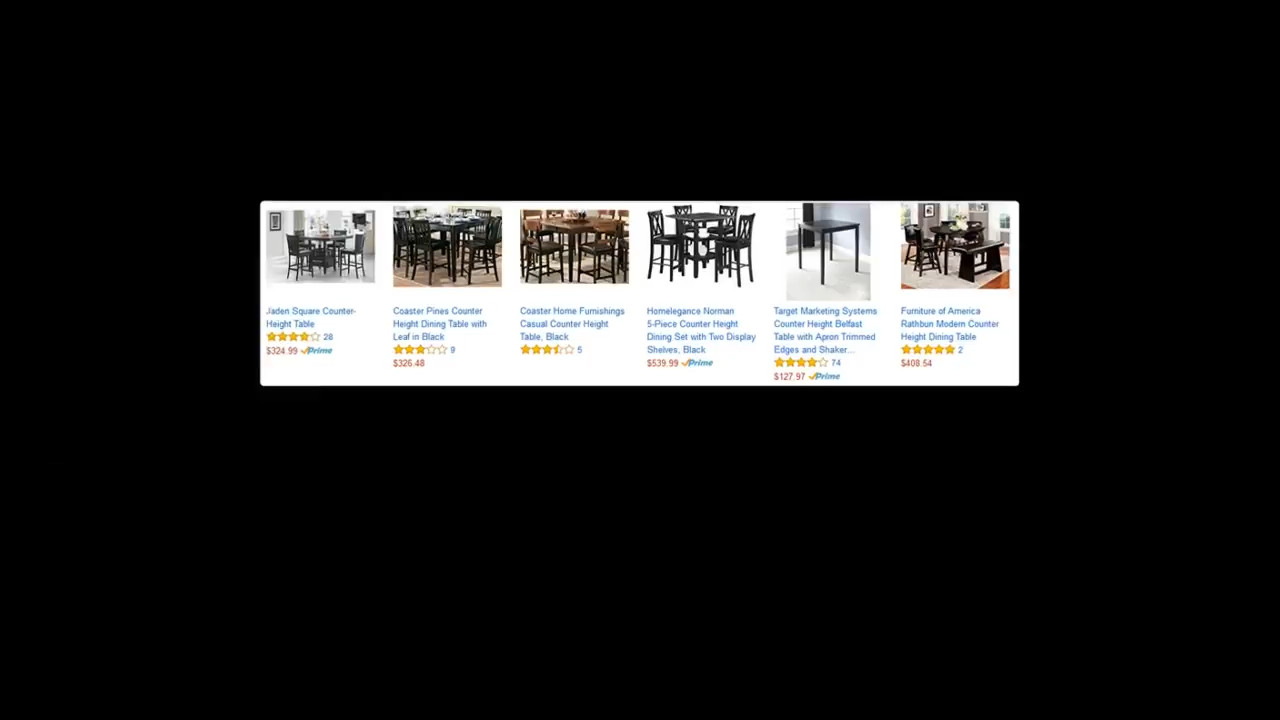 Jaden Square Counter-
Height Table
28
$324.99 Prime
Coaster Pines Counter
Height Dining Table with
Leaf in Black
9
$326.48
Coaster Home Furnishings
Casual Counter Height
Table, Black
5
Homelegance Norman
5-Piece Counter Height
Dining Set with Two Display
Shelves, Black
$539.99 Prime
Target Marketing Systems
Counter Height Belfast
Table with Apron Trimmed
Edges and Shaker...
74
$127.97 Prime
Furniture of America
Rathbun Modern Counter
Height Dining Table
2
$408.54